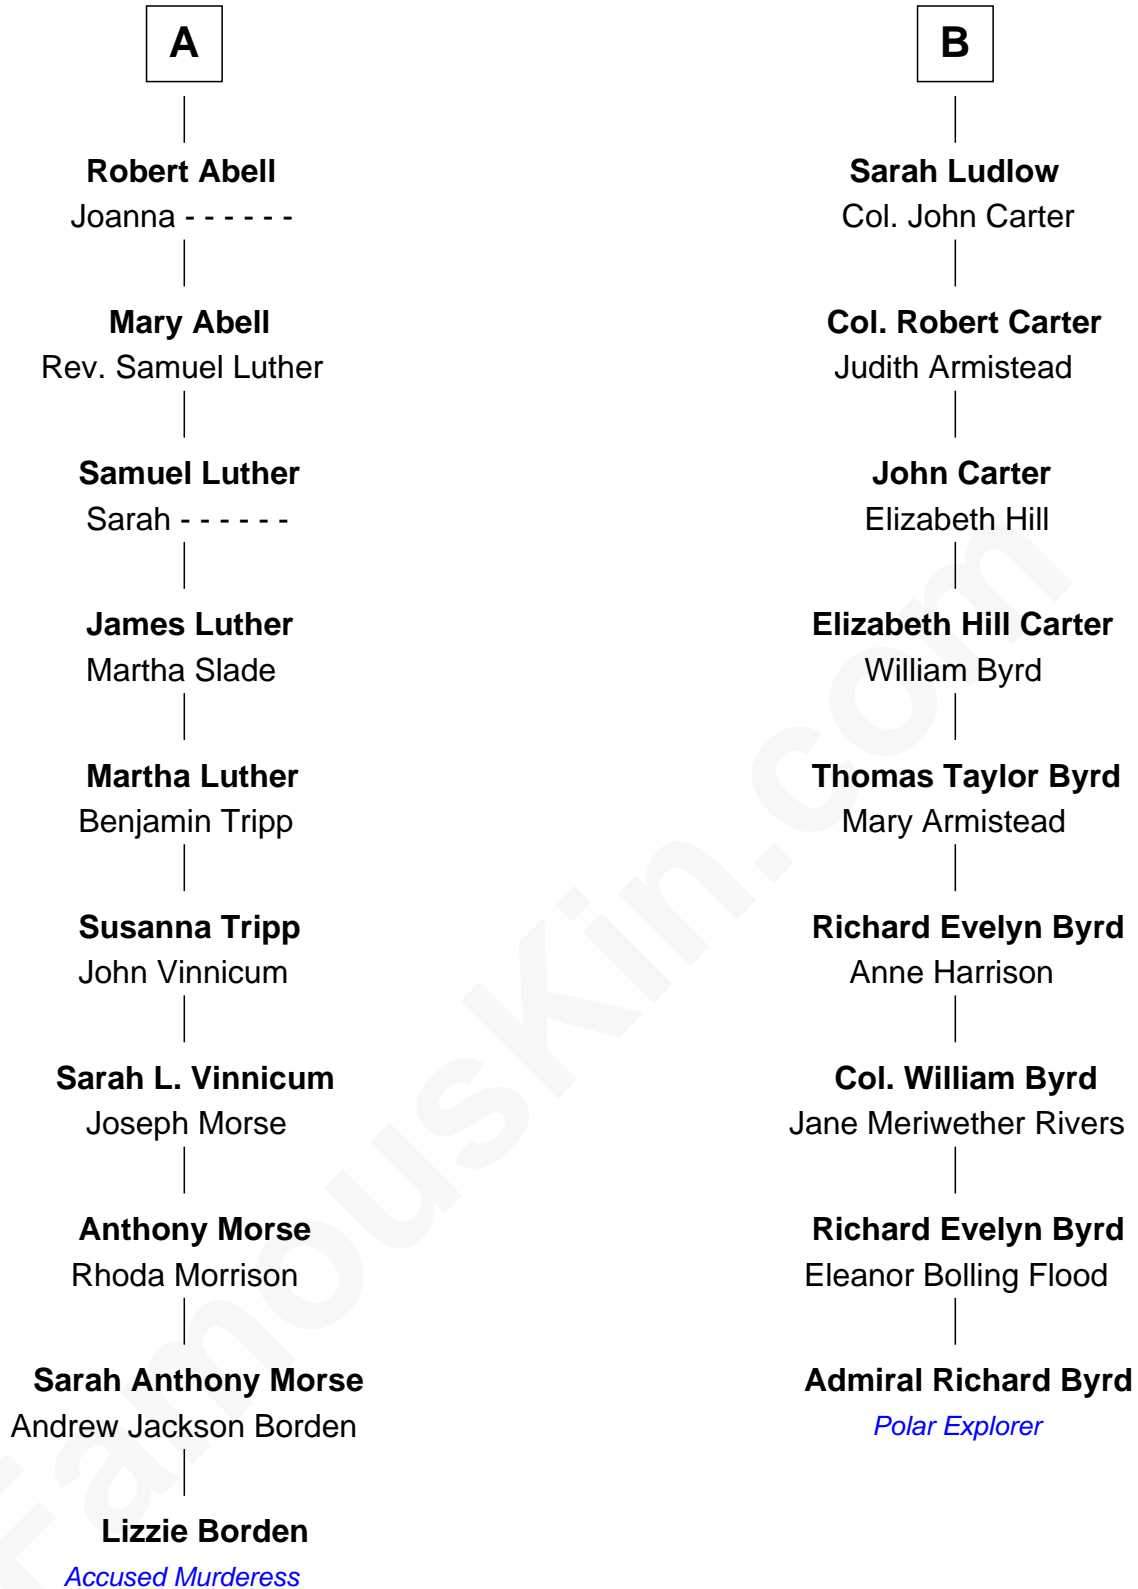 A
Robert Abell
Joanna - - - - - -
Mary Abell
Rev. Samuel Luther
Samuel Luther
Sarah - - - - - -
James Luther
Martha Slade
Martha Luther
Benjamin Tripp
Susanna Tripp
John Vinnicum
Sarah L. Vinnicum
Joseph Morse
Anthony Morse
Rhoda Morrison
Sarah Anthony Morse
Andrew Jackson Borden
Lizzie Borden
Accused Murderess
B
Sarah Ludlow
Col. John Carter
Col. Robert Carter
Judith Armistead
John Carter
Elizabeth Hill
Elizabeth Hill Carter
William Byrd
Thomas Taylor Byrd
Mary Armistead
Richard Evelyn Byrd
Anne Harrison
Col. William Byrd
Jane Meriwether Rivers
Richard Evelyn Byrd
Eleanor Bolling Flood
Admiral Richard Byrd
Polar Explorer
FamousKin.com